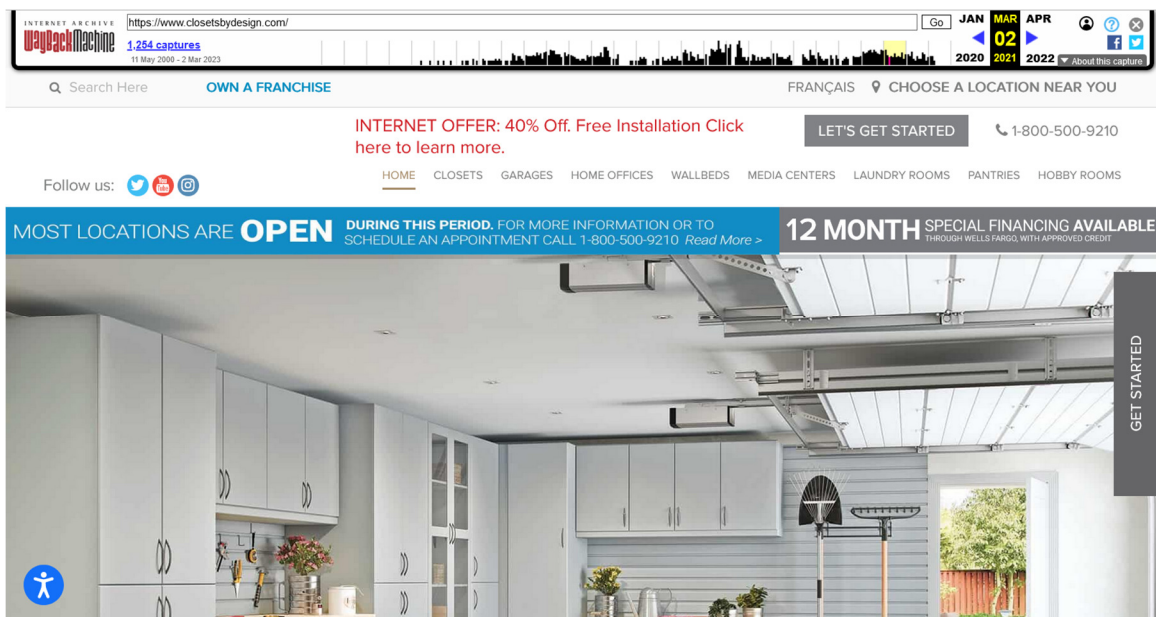 INTERNET ARCHIVE
WayBackMachine
https://www.closetsbydesign.com/
Go
JAN MAR APR
1,254 captures
02
11 May 2000 - 2 Mar 2023
2020 2021 2022
About this capture
Search Here
OWN A FRANCHISE
FRANÇAIS
CHOOSE A LOCATION NEAR YOU
INTERNET OFFER: 40% Off. Free Installation Click
here to learn more.
LET'S GET STARTED
1-800-500-9210
Follow us:
You Tube
HOME CLOSETS GARAGES HOME OFFICES WALLBEDS MEDIA CENTERS LAUNDRY ROOMS PANTRIES HOBBY ROOMS
MOST LOCATIONS ARE OPEN
DURING THIS PERIOD. FOR MORE INFORMATION OR TO
SCHEDULE AN APPOINTMENT CALL 1-800-500-9210 Read More >
12 MONTH
SPECIAL FINANCING AVAILABLE
THROUGH WELLS FARGO, WITH APPROVED CREDIT
GET STARTED